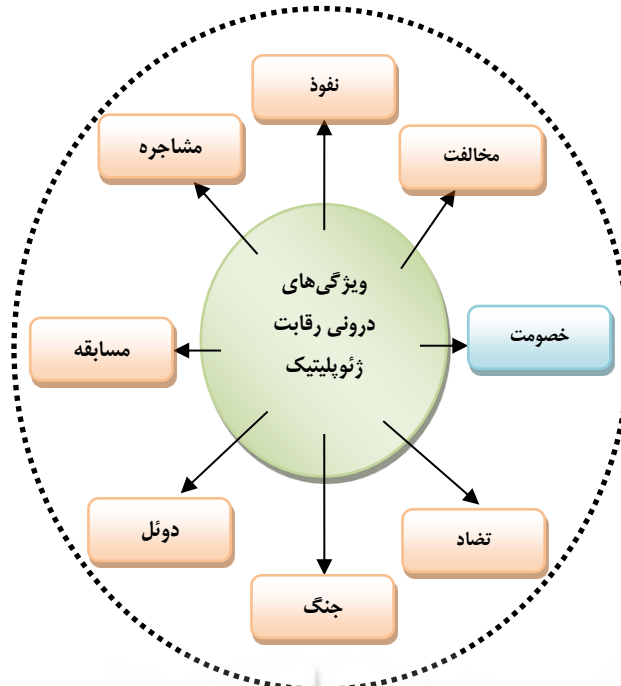 نفوذ
مخالفت
مشاجره
ویژگی‌های
درونی رقابت
ژئوپلیتیک
خصومت
مسابقه
تضاد
دوئل
جنگ